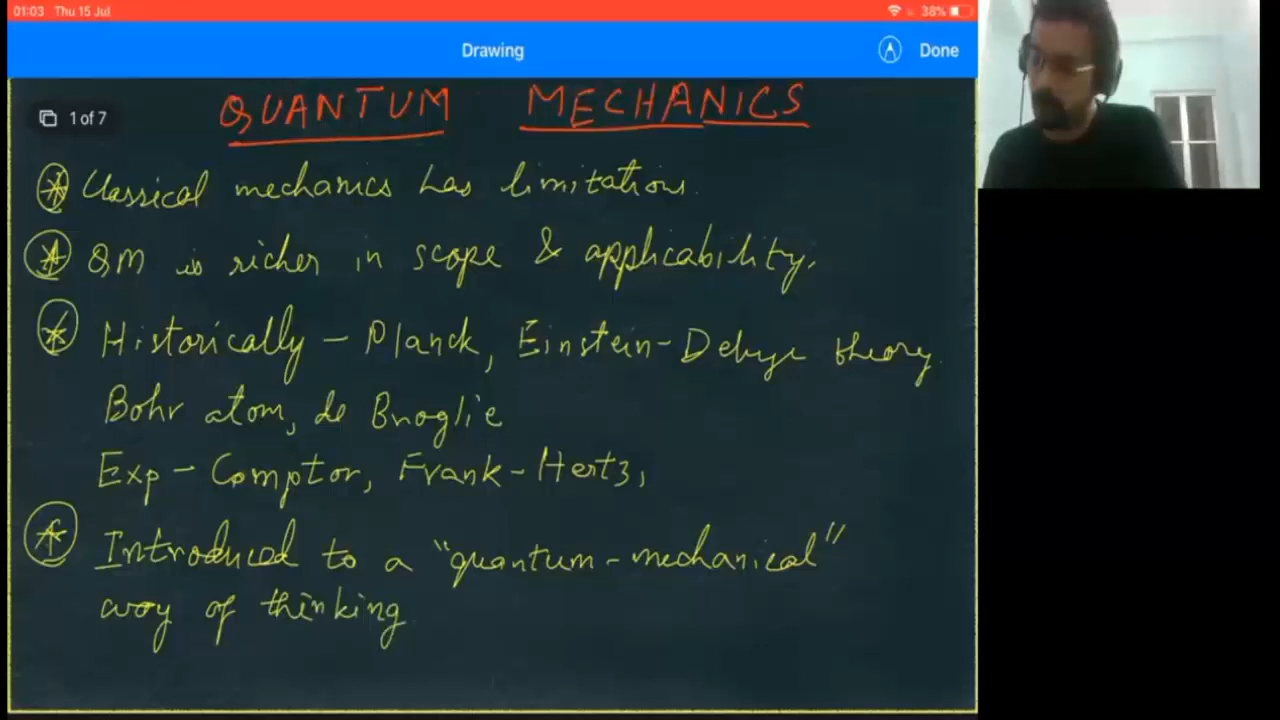 01:03 Thu 15 Jul 38%
Drawing Done
1 of 7
QUANTUM MECHANICS
Classical mechanics has limitations.
QM is richer in scope & applicability.
Historically - Planck, Einstein-Debye theory.
Bohr atom, de Broglie
Exp - Compton, Frank-Hertz,
Introduced to a "quantum-mechanical"
way of thinking